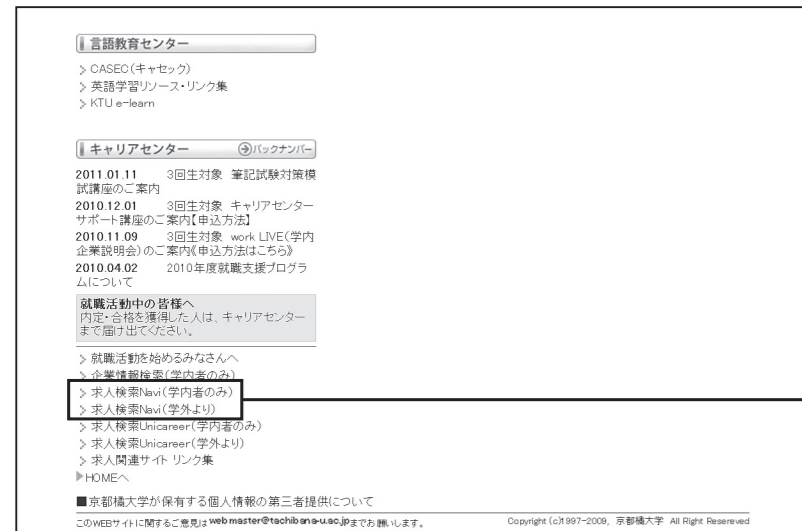 言語教育センター
CASEC(キャセック)
英語学習リソース・リンク集
KTU e-learn
キャリアセンター バックナンバー
2011.01.11 3回生対象 筆記試験対策模
試講座のご案内
2010.12.01 3回生対象 キャリアセンター
サポート講座のご案内【申込方法】
2010.11.09 3回生対象 work LIVE(学内
企業説明会)のご案内《申込方法はこちら》
2010.04.02 2010年度就職支援プログラ
ムについて
就職活動中の皆様へ
内定・合格を獲得した人は、キャリアセンター
まで届け出てください。
就職活動を始めるみなさんへ
企業情報検索(学内者のみ)
求人検索Navi(学内者のみ)
求人検索Navi(学外より)
求人検索Unicareer(学内者のみ)
求人検索Unicareer(学外より)
求人関連サイト リンク集
HOMEへ
■京都橘大学が保有する個人情報の第三者提供について
このWEBサイトに関するご意見はwebmaster@tachibana-u.ac.jpまでお願いします。 Copyright (c)1997-2009, 京都橘大学 All Right Resereved